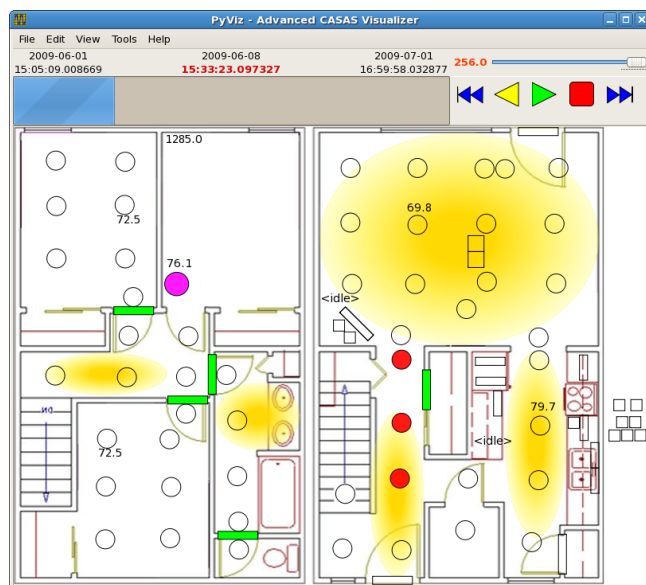 PyViz - Advanced CASAS Visualizer
File Edit View Tools Help
2009-06-01 2009-06-08 2009-07-01
15:05:09.008669 15:33:23.097327 16:59:58.032877 256.0
1285.0
72.5
69.8
76.1
<idle>
79.7
72.5
<idle>